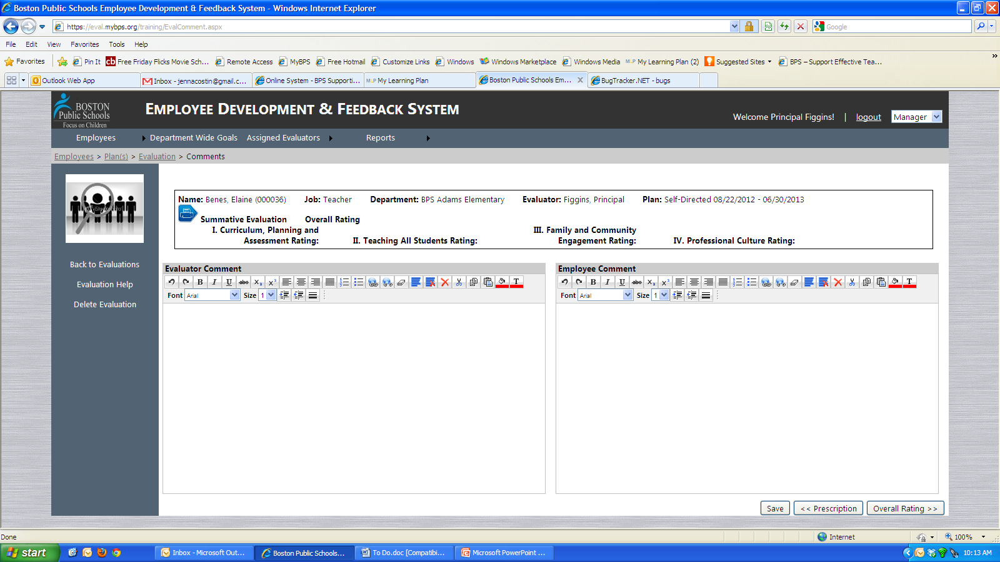 Boston Public Schools Employee Development & Feedback System - Windows Internet Explorer
https://eval.mybps.org/training/EvalComment.aspx
Google
File Edit View Favorites Tools Help
Favorites Pin It Free Friday Flicks Movie Sch... Remote Access MyBPS Free Hotmail Customize Links Windows Windows Marketplace Windows Media My Learning Plan (2) Suggested Sites BPS – Support Effective Tea...
Outlook Web App Inbox - jennacostin@gmail.c... Online System - BPS Supporti... My Learning Plan Boston Public Schools Em... BugTracker.NET - bugs
BOSTON
Public Schools
Focus on Children
EMPLOYEE DEVELOPMENT & FEEDBACK SYSTEM
Welcome Principal Figgins! | logout Manager
Employees Department Wide Goals Assigned Evaluators Reports
Employees > Plan(s) > Evaluation > Comments
Back to Evaluations
Evaluation Help
Delete Evaluation
Name: Benes, Elaine (000036) Job: Teacher Department: BPS Adams Elementary Evaluator: Figgins, Principal Plan: Self-Directed 08/22/2012 - 06/30/2013
Summative Evaluation Overall Rating
I. Curriculum, Planning and Assessment Rating: II. Teaching All Students Rating: III. Family and Community Engagement Rating: IV. Professional Culture Rating:
Evaluator Comment
Font Arial Size 1
Employee Comment
Font Arial Size 1
Save << Prescription Overall Rating >>
Done Internet 100%
start Inbox - Microsoft Out... Boston Public Schools... To Do.doc [Compatibi... Microsoft PowerPoint ... 10:13 AM